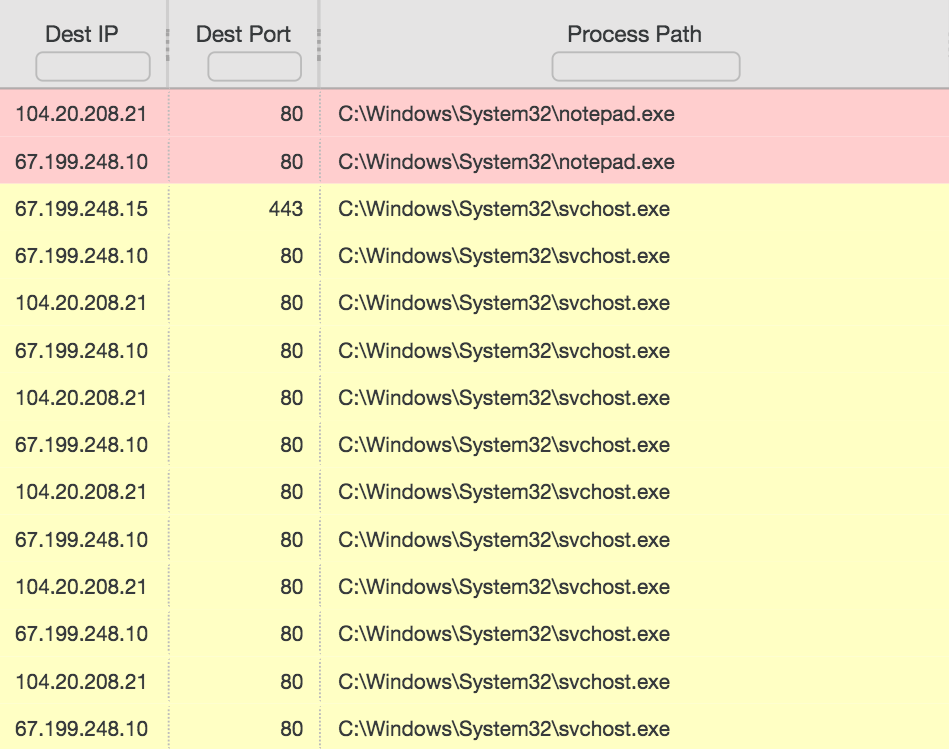 Dest IP Dest Port Process Path
104.20.208.21 80 C:\Windows\System32\notepad.exe
67.199.248.10 80 C:\Windows\System32\notepad.exe
67.199.248.15 443 C:\Windows\System32\svchost.exe
67.199.248.10 80 C:\Windows\System32\svchost.exe
104.20.208.21 80 C:\Windows\System32\svchost.exe
67.199.248.10 80 C:\Windows\System32\svchost.exe
104.20.208.21 80 C:\Windows\System32\svchost.exe
67.199.248.10 80 C:\Windows\System32\svchost.exe
104.20.208.21 80 C:\Windows\System32\svchost.exe
67.199.248.10 80 C:\Windows\System32\svchost.exe
104.20.208.21 80 C:\Windows\System32\svchost.exe
67.199.248.10 80 C:\Windows\System32\svchost.exe
104.20.208.21 80 C:\Windows\System32\svchost.exe
67.199.248.10 80 C:\Windows\System32\svchost.exe